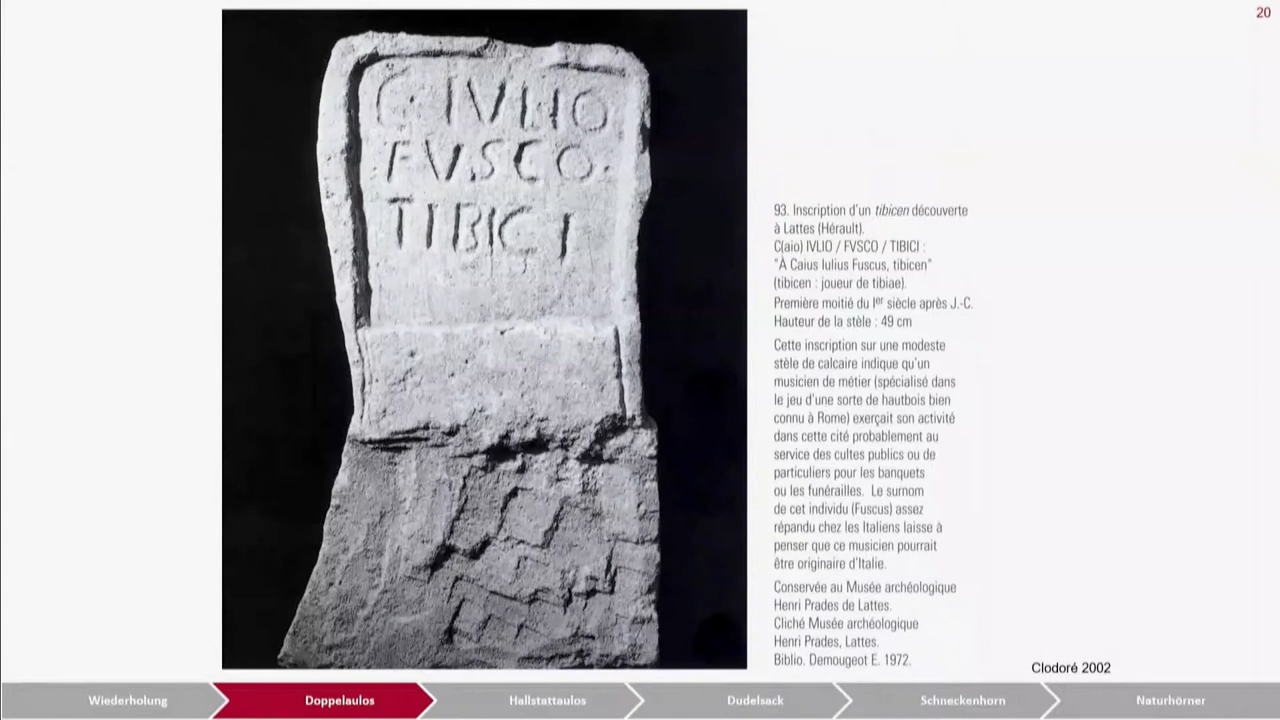 20
C·IVLIO
FVSCO·
TIBICI
93. Inscription d'un tibicen découverte
à Lattes (Hérault).
C(aio) IVLIO / FVSCO / TIBICI :
"À Caius Iulius Fuscus, tibicen"
(tibicen : joueur de tibiae).
Première moitié du Ier siècle après J.-C.
Hauteur de la stèle : 49 cm
Cette inscription sur une modeste
stèle de calcaire indique qu'un
musicien de métier (spécialisé dans
le jeu d'une sorte de hautbois bien
connu à Rome) exerçait son activité
dans cette cité probablement au
service des cultes publics ou de
particuliers pour les banquets
ou les funérailles. Le surnom
de cet individu (Fuscus) assez
répandu chez les Italiens laisse à
penser que ce musicien pourrait
être originaire d'Italie.
Conservée au Musée archéologique
Henri Prades de Lattes.
Cliché Musée archéologique
Henri Prades, Lattes.
Biblio. Demougeot E. 1972.
Clodoré 2002
Wiederholung
Doppelaulos
Hallstattaulos
Dudelsack
Schneckenhorn
Naturhörner